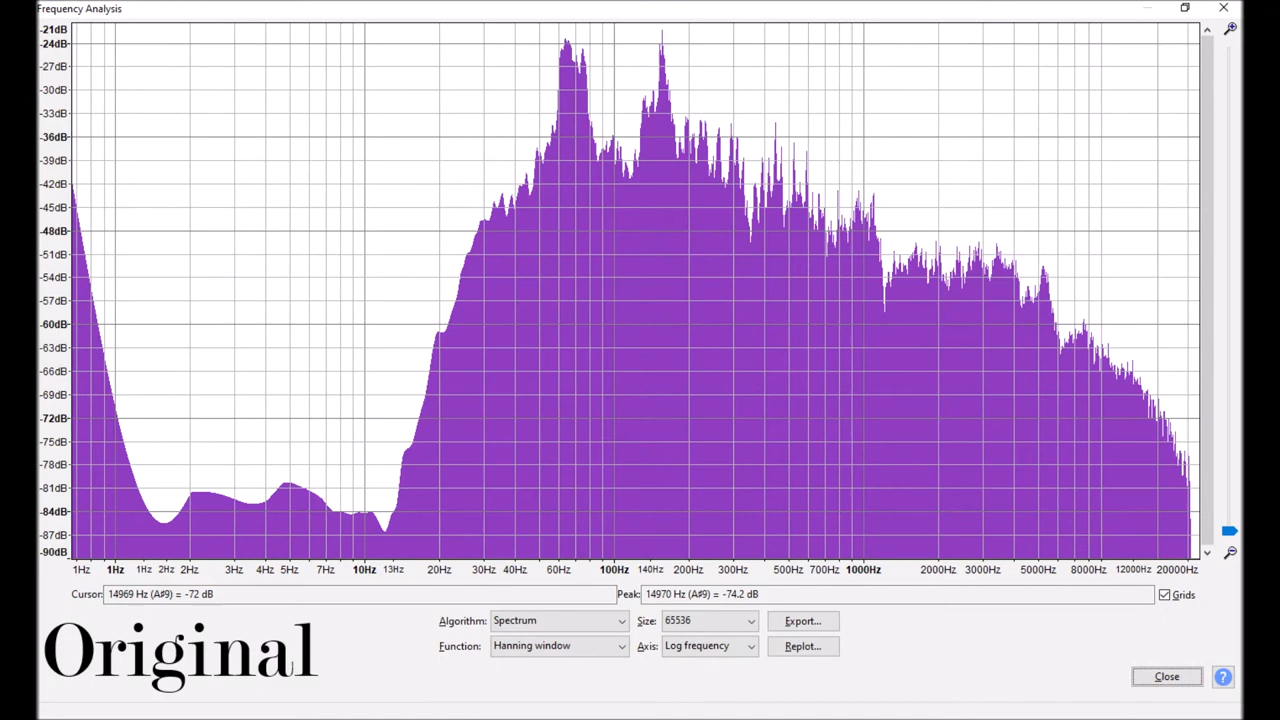 Frequency Analysis
-21dB
-24dB
-27dB
-30dB
-33dB
-36dB
-39dB
-42dB
-45dB
-48dB
-51dB
-54dB
-57dB
-60dB
-63dB
-66dB
-69dB
-72dB
-75dB
-78dB
-81dB
-84dB
-87dB
-90dB
1Hz 1Hz 1Hz 2Hz 2Hz 3Hz 4Hz 5Hz 7Hz 10Hz 13Hz 20Hz 30Hz 40Hz 60Hz 100Hz 140Hz 200Hz 300Hz 400Hz 500Hz 700Hz 1000Hz 2000Hz 3000Hz 5000Hz 8000Hz 12000Hz 20000Hz
Cursor: 14969 Hz (A#9) = -72 dB Peak: 14970 Hz (A#9) = -74.2 dB Grids
Algorithm: Spectrum Size: 65536 Export...
Function: Hanning window Axis: Log frequency Replot...
Original
Close ?